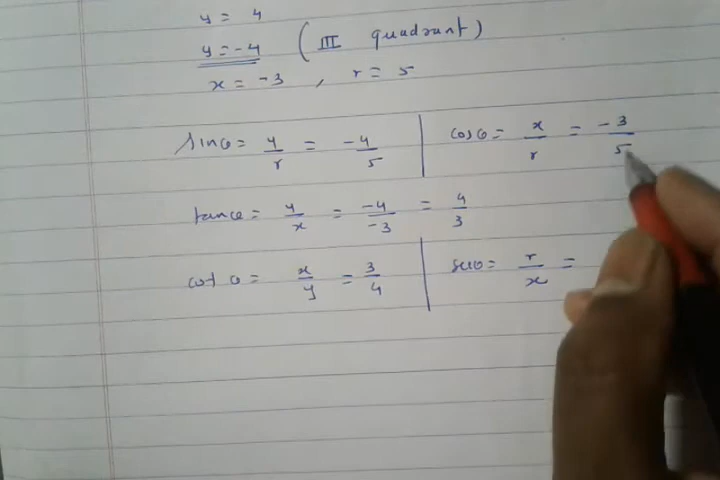 y = 4
y = -4 ( III quadrant)
x = -3 , r = 5
sinθ = y/r = -4/5 | cosθ = x/r = -3/5
tanθ = y/x = -4/-3 = 4/3
cotθ = x/y = 3/4 | secθ = r/x =